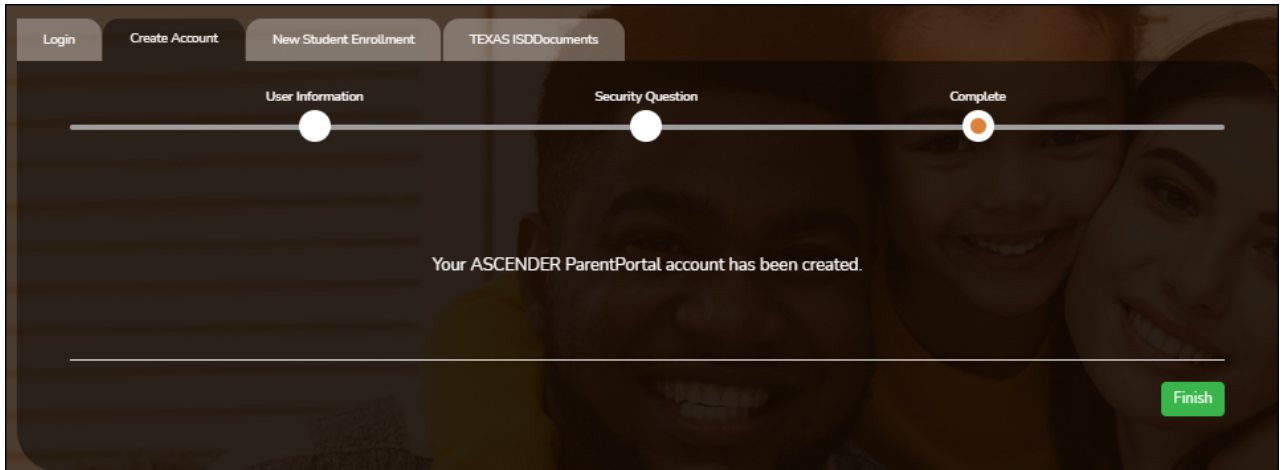 Login Create Account New Student Enrollment TEXAS ISDDocuments
User Information Security Question Complete
Your ASCENDER ParentPortal account has been created.
Finish